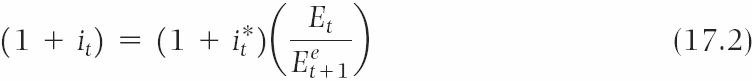 (1 + i_t) = (1 + i_t^*)(E_t / E_{t+1}^e) (17.2)